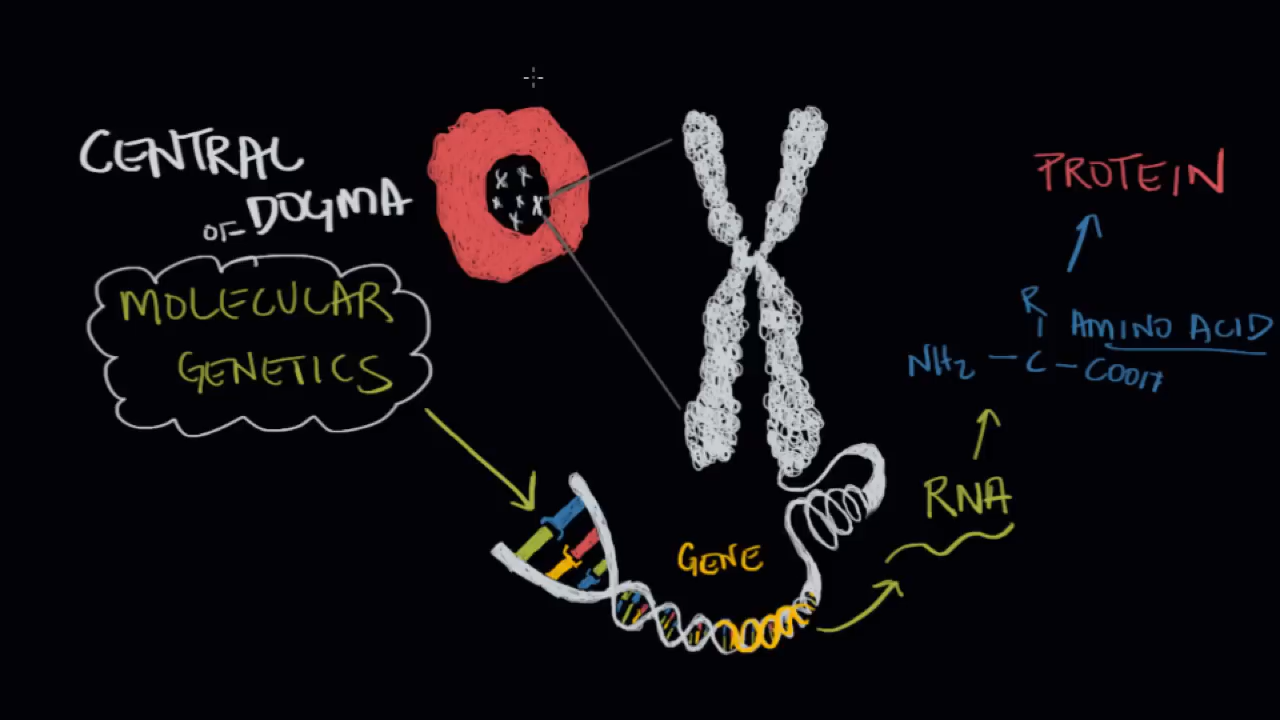 CENTRAL
OF DOGMA
MOLECULAR
GENETICS
GENE
RNA
R
NH2 - C - COOH
AMINO ACID
PROTEIN